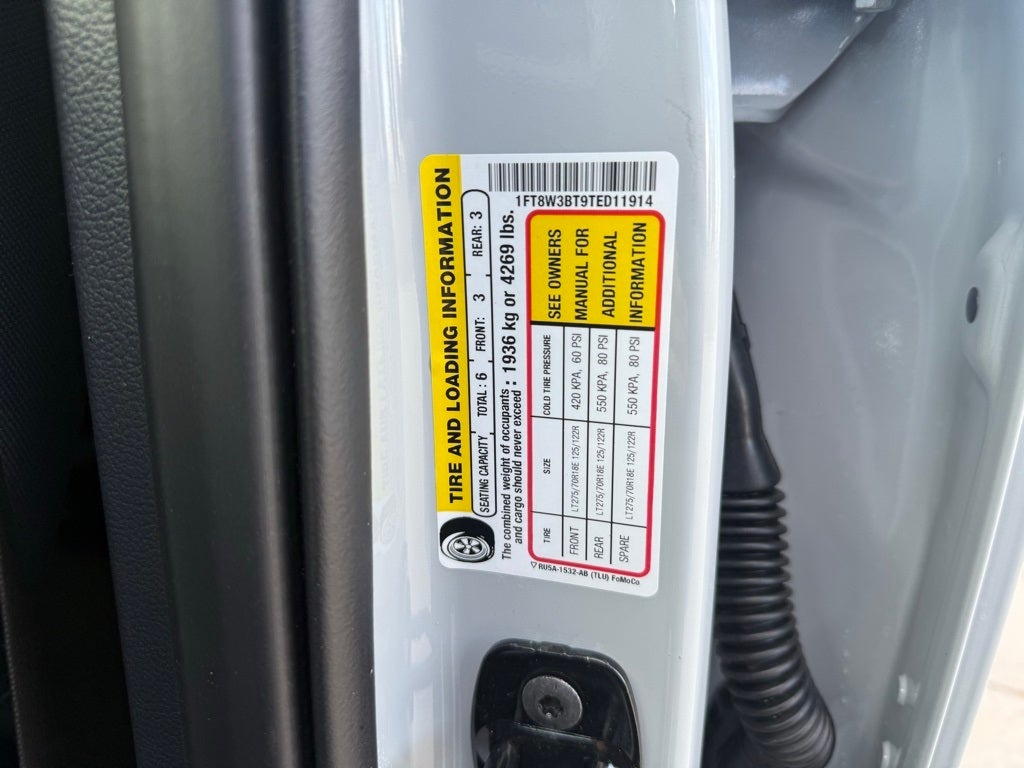 1FT8W3BT9TED11914
TIRE AND LOADING INFORMATION
SEATING CAPACITY TOTAL : 6 FRONT: 3 REAR: 3
The combined weight of occupants
and cargo should never exceed : 1936 kg or 4269 lbs.
TIRE SIZE COLD TIRE PRESSURE
FRONT LT275/70R18E 125/122R 420 KPA, 60 PSI
REAR LT275/70R18E 125/122R 550 KPA, 80 PSI
SPARE LT275/70R18E 125/122R 550 KPA, 80 PSI
SEE OWNERS
MANUAL FOR
ADDITIONAL
INFORMATION
RU5A-1532-AB (TLU) FoMoCo